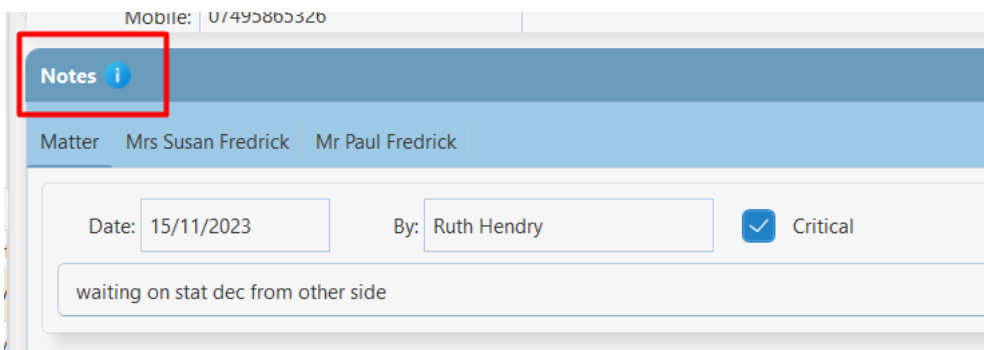 Mobile: 07495865326
Notes i
Matter Mrs Susan Fredrick Mr Paul Fredrick
Date: 15/11/2023 By: Ruth Hendry Critical
waiting on stat dec from other side